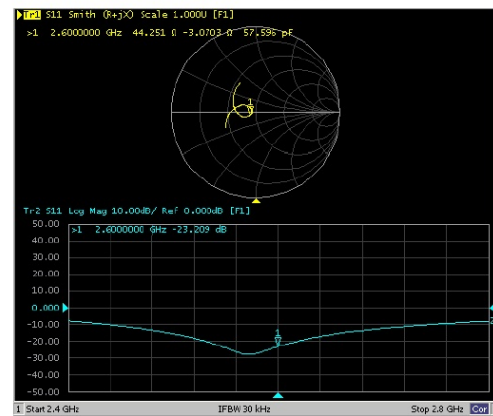 Tr1 S11 Smith (R+jX) Scale 1.000U [F1]
>1 2.6000000 GHz 44.251 Ω -3.0703 Ω 57.596 pF
1
Tr2 S11 Log Mag 10.00dB/ Ref 0.000dB [F1]
50.00
>1 2.6000000 GHz -23.209 dB
40.00
30.00
20.00
10.00
0.000
-10.00
-20.00
1
-30.00
-40.00
-50.00
1 Start 2.4 GHz IFBW 30 kHz Stop 2.8 GHz Cor